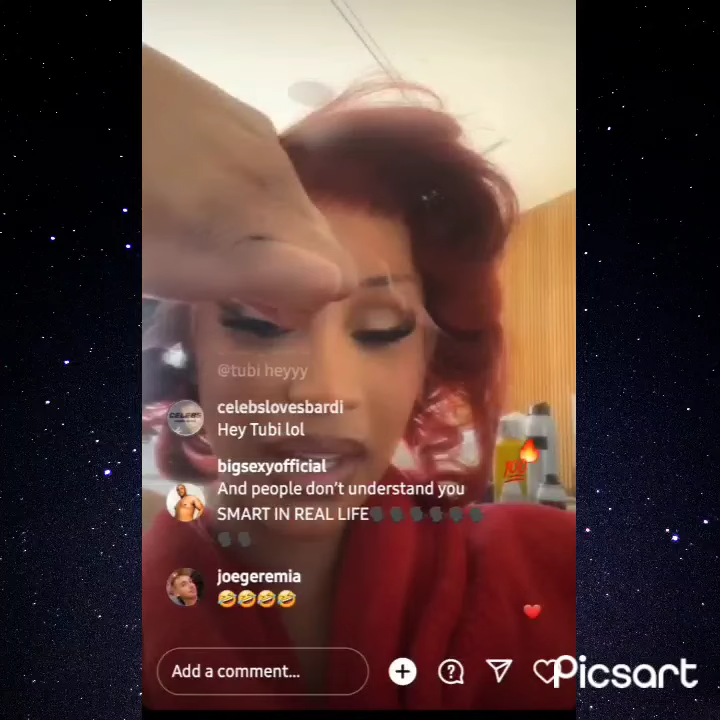 @tubi heyyy
celebslovesbardi
Hey Tubi lol
bigsexyofficial
And people don't understand you
SMART IN REAL LIFE🗣🗣🗣🗣🗣🗣
🗣🗣
joegeremia
🤣🤣🤣🤣
Add a comment...
Picsart